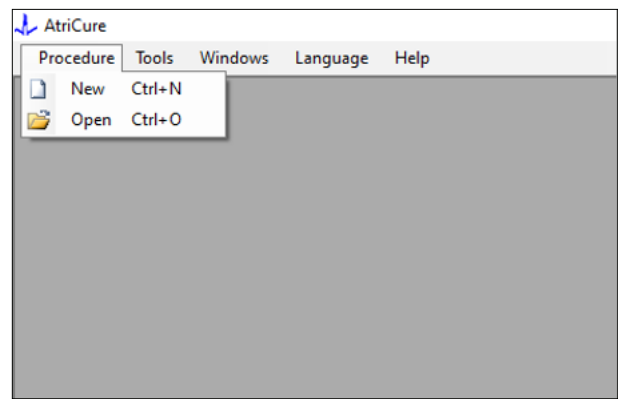 AtriCure
Procedure Tools Windows Language Help
New Ctrl+N
Open Ctrl+O